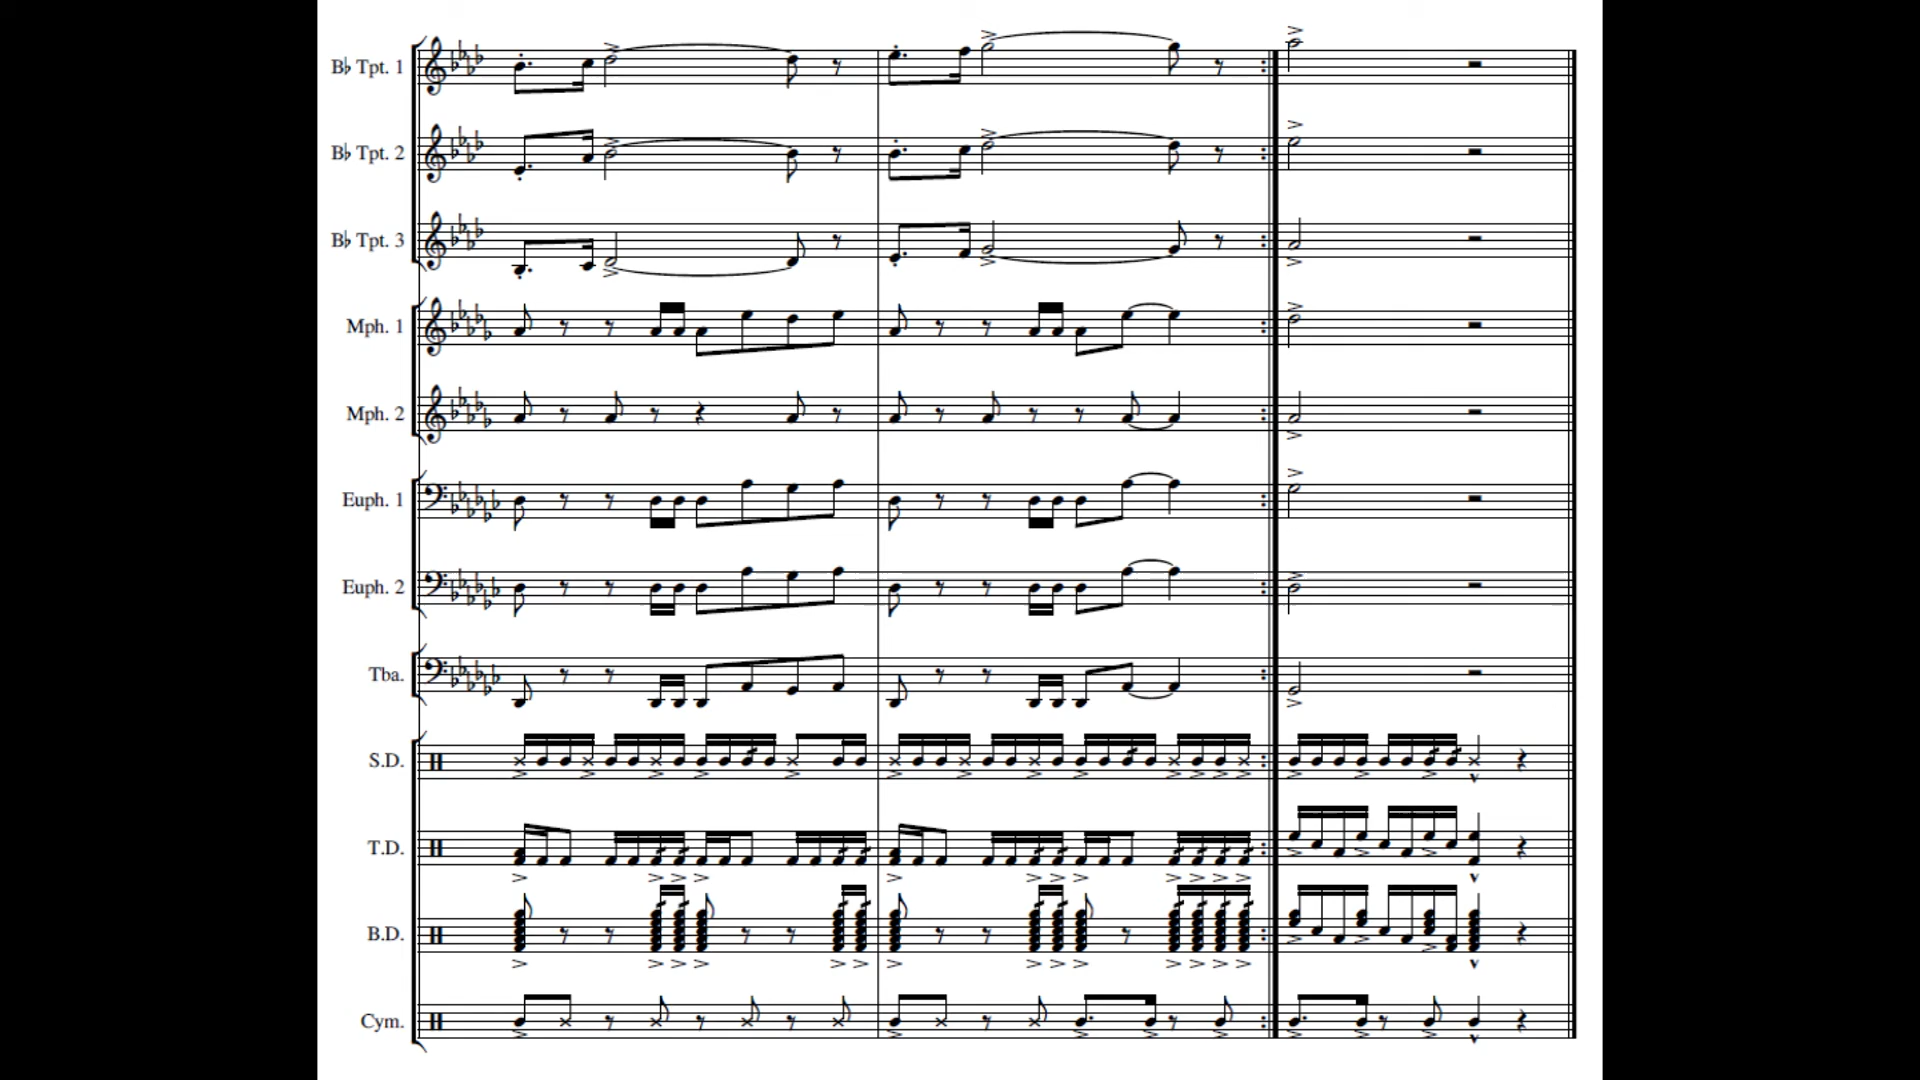 B♭ Tpt. 1
B♭ Tpt. 2
B♭ Tpt. 3
Mph. 1
Mph. 2
Euph. 1
Euph. 2
Tba.
S.D.
T.D.
B.D.
Cym.